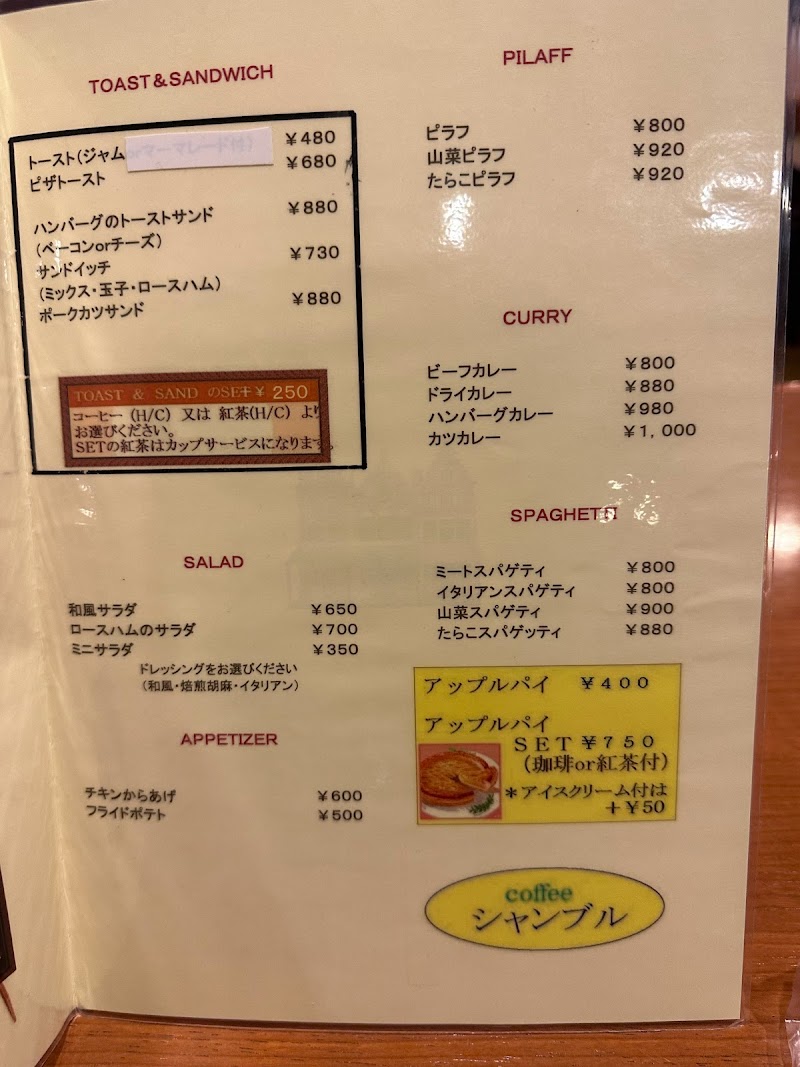 TOAST&SANDWICH
トースト(ジャム orマーマレード付) ￥480
ピザトースト ￥680
ハンバーグのトーストサンド ￥880
(ベーコンorチーズ)
サンドイッチ ￥730
(ミックス・玉子・ロースハム)
ポークカツサンド ￥880
TOAST & SAND のSET￥250
コーヒー (H/C) 又は 紅茶(H/C) より
お選びください。
SETの紅茶はカップサービスになります。
SALAD
和風サラダ ￥650
ロースハムのサラダ ￥700
ミニサラダ ￥350
ドレッシングをお選びください
(和風・焙煎胡麻・イタリアン)
APPETIZER
チキンからあげ ￥600
フライドポテト ￥500
PILAFF
ピラフ ￥800
山菜ピラフ ￥920
たらこピラフ ￥920
CURRY
ビーフカレー ￥800
ドライカレー ￥880
ハンバーグカレー ￥980
カツカレー ￥1,000
SPAGHETTI
ミートスパゲティ ￥800
イタリアンスパゲティ ￥800
山菜スパゲティ ￥900
たらこスパゲッティ ￥880
アップルパイ ￥400
アップルパイ
SET￥750
(珈琲or紅茶付)
*アイスクリーム付は
+￥50
coffee
シャンブル